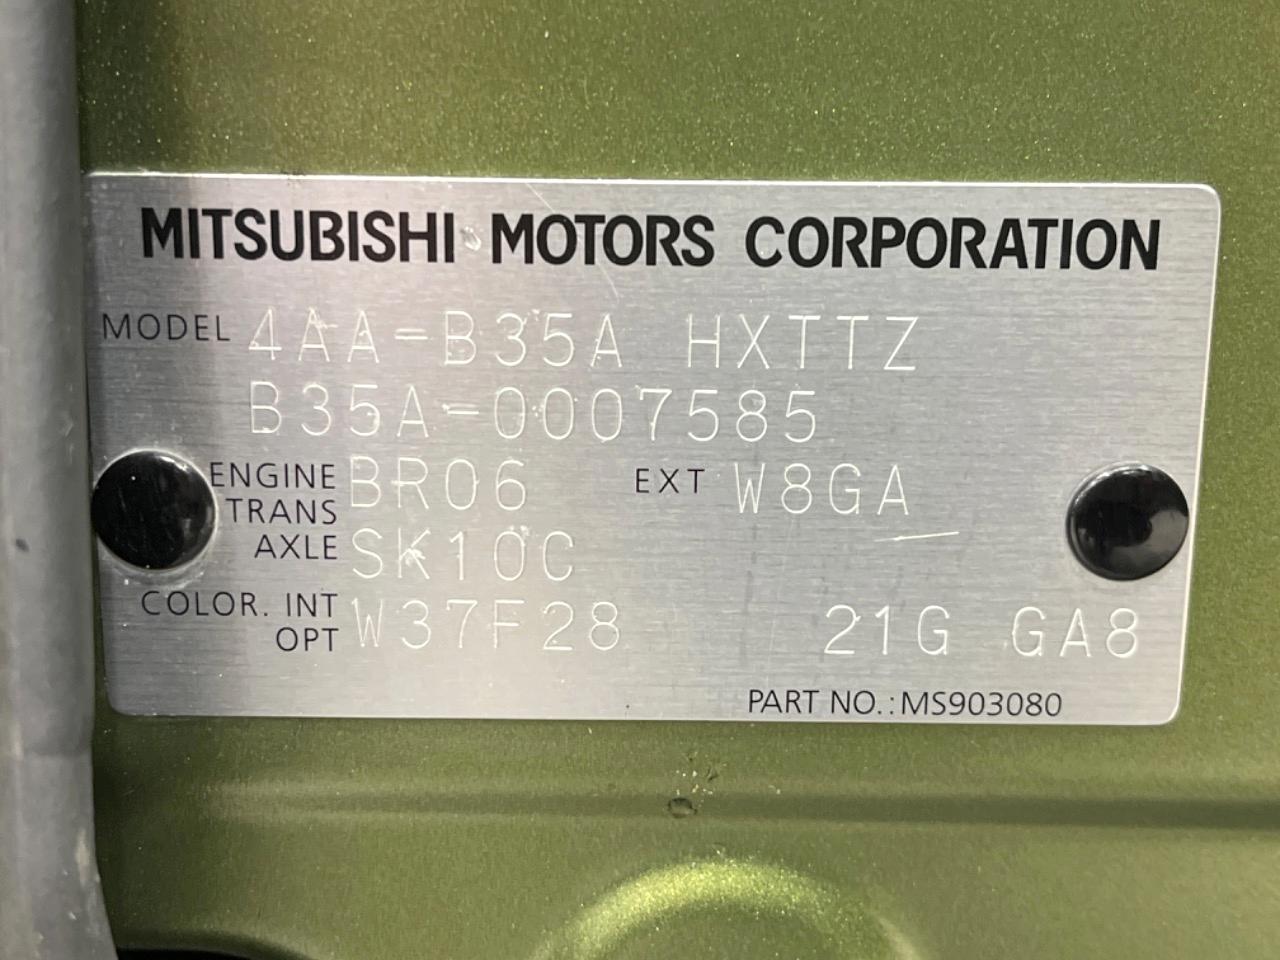 MITSUBISHI MOTORS CORPORATION
MODEL 4AA-B35A HXTTZ
B35A-0007585
ENGINE BR06 EXT W8GA
TRANS
AXLE SK10C
COLOR. INT
OPT W37F28 21G GA8
PART NO.:MS903080